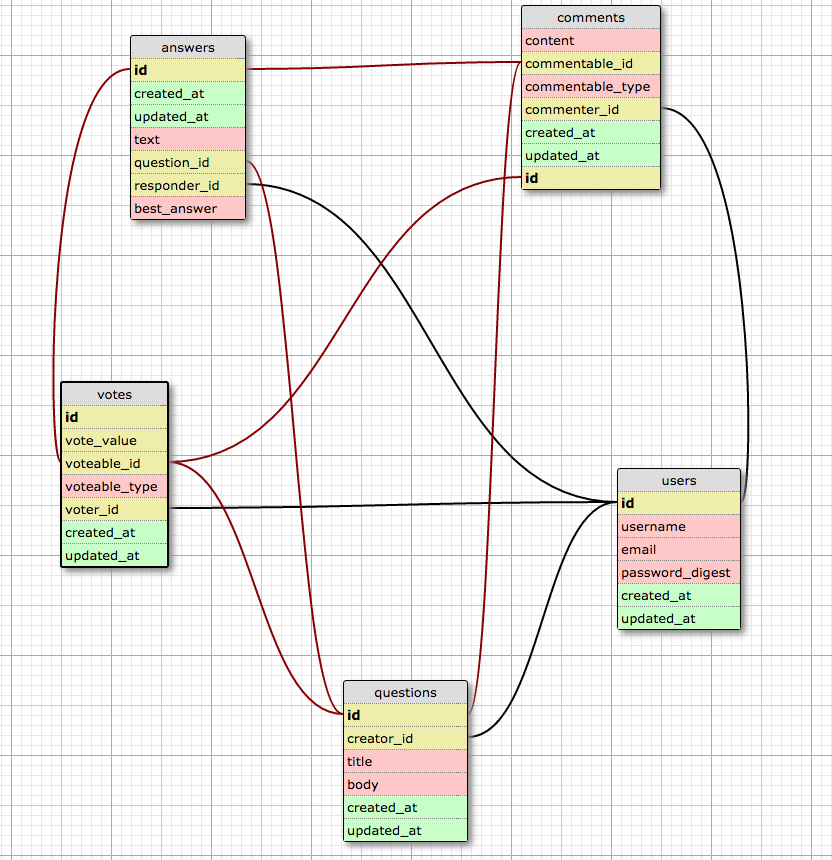 answers
id
created_at
updated_at
text
question_id
responder_id
best_answer
comments
content
commentable_id
commentable_type
commenter_id
created_at
updated_at
id
votes
id
vote_value
voteable_id
voteable_type
voter_id
created_at
updated_at
users
id
username
email
password_digest
created_at
updated_at
questions
id
creator_id
title
body
created_at
updated_at